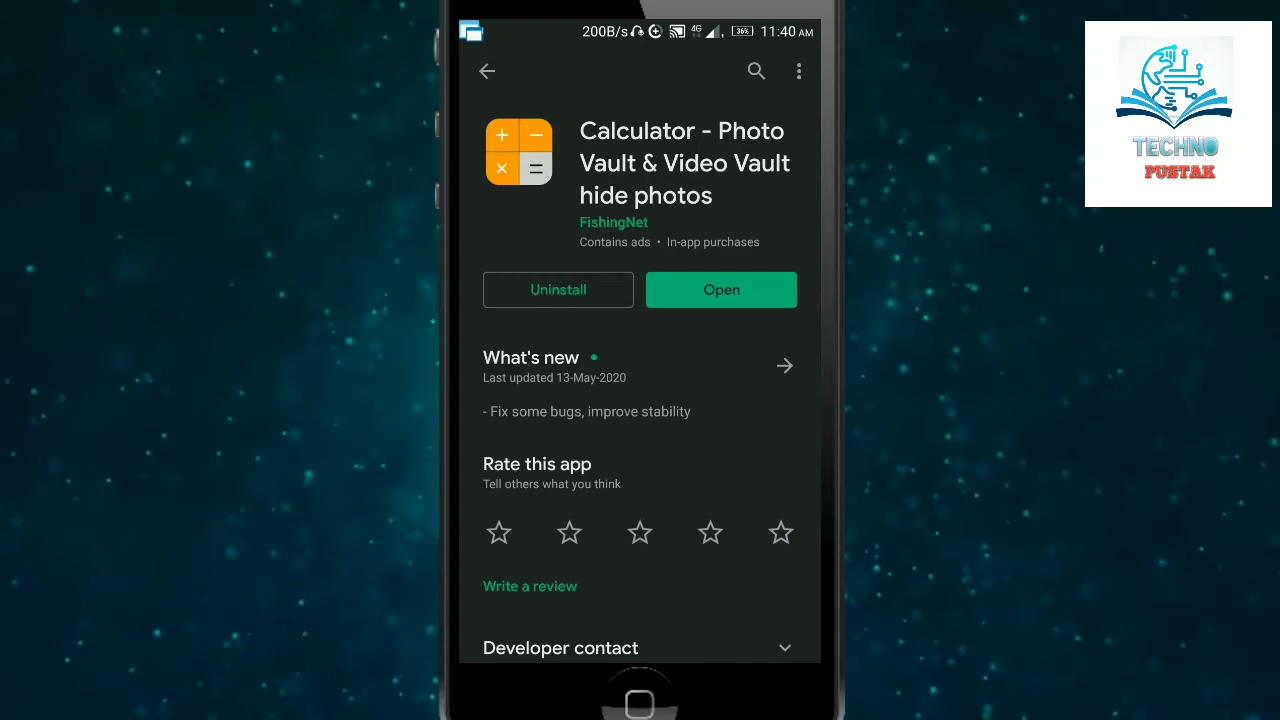 200B/s 4G 36% 11:40 AM
Calculator - Photo
Vault & Video Vault
hide photos
FishingNet
Contains ads • In-app purchases
Uninstall
Open
What's new
Last updated 13-May-2020
- Fix some bugs, improve stability
Rate this app
Tell others what you think
Write a review
Developer contact
TECHNO
PUSTAK